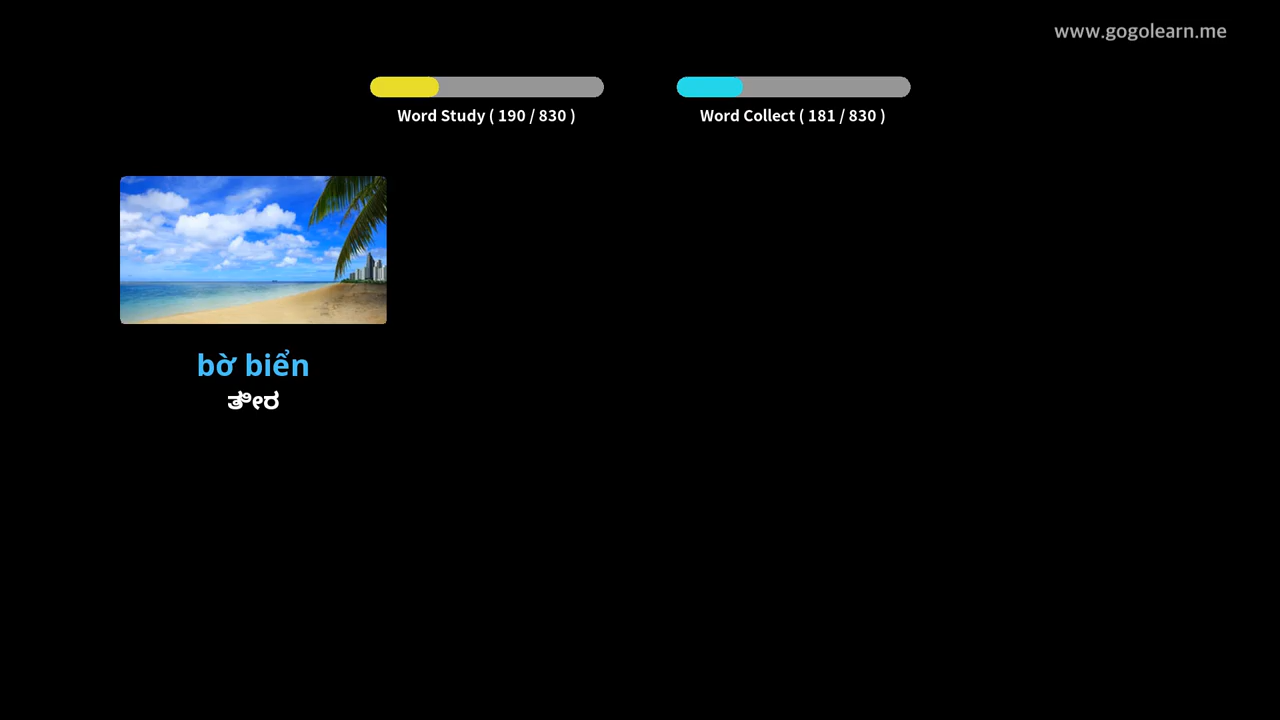 www.gogolearn.me
Word Study ( 190 / 830 )
Word Collect ( 181 / 830 )
bờ biển
ತೀರ